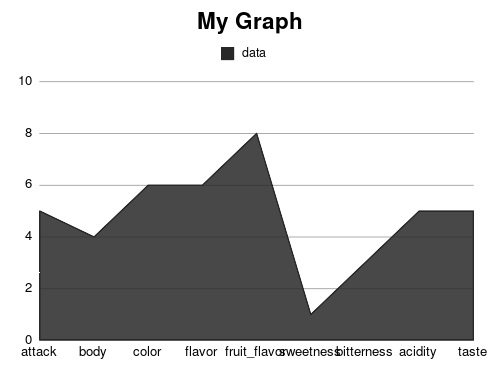 My Graph
data
10
8
6
4
2
0
attack body color flavor fruit_flavor sweetness bitterness acidity taste